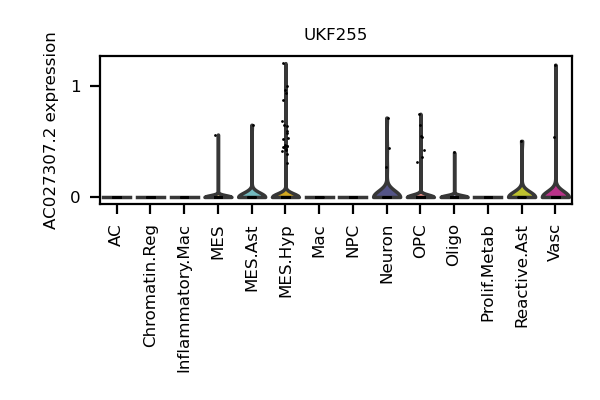 UKF255
AC027307.2 expression
1
0
AC
Chromatin.Reg
Inflammatory.Mac
MES
MES.Ast
MES.Hyp
Mac
NPC
Neuron
OPC
Oligo
Prolif.Metab
Reactive.Ast
Vasc